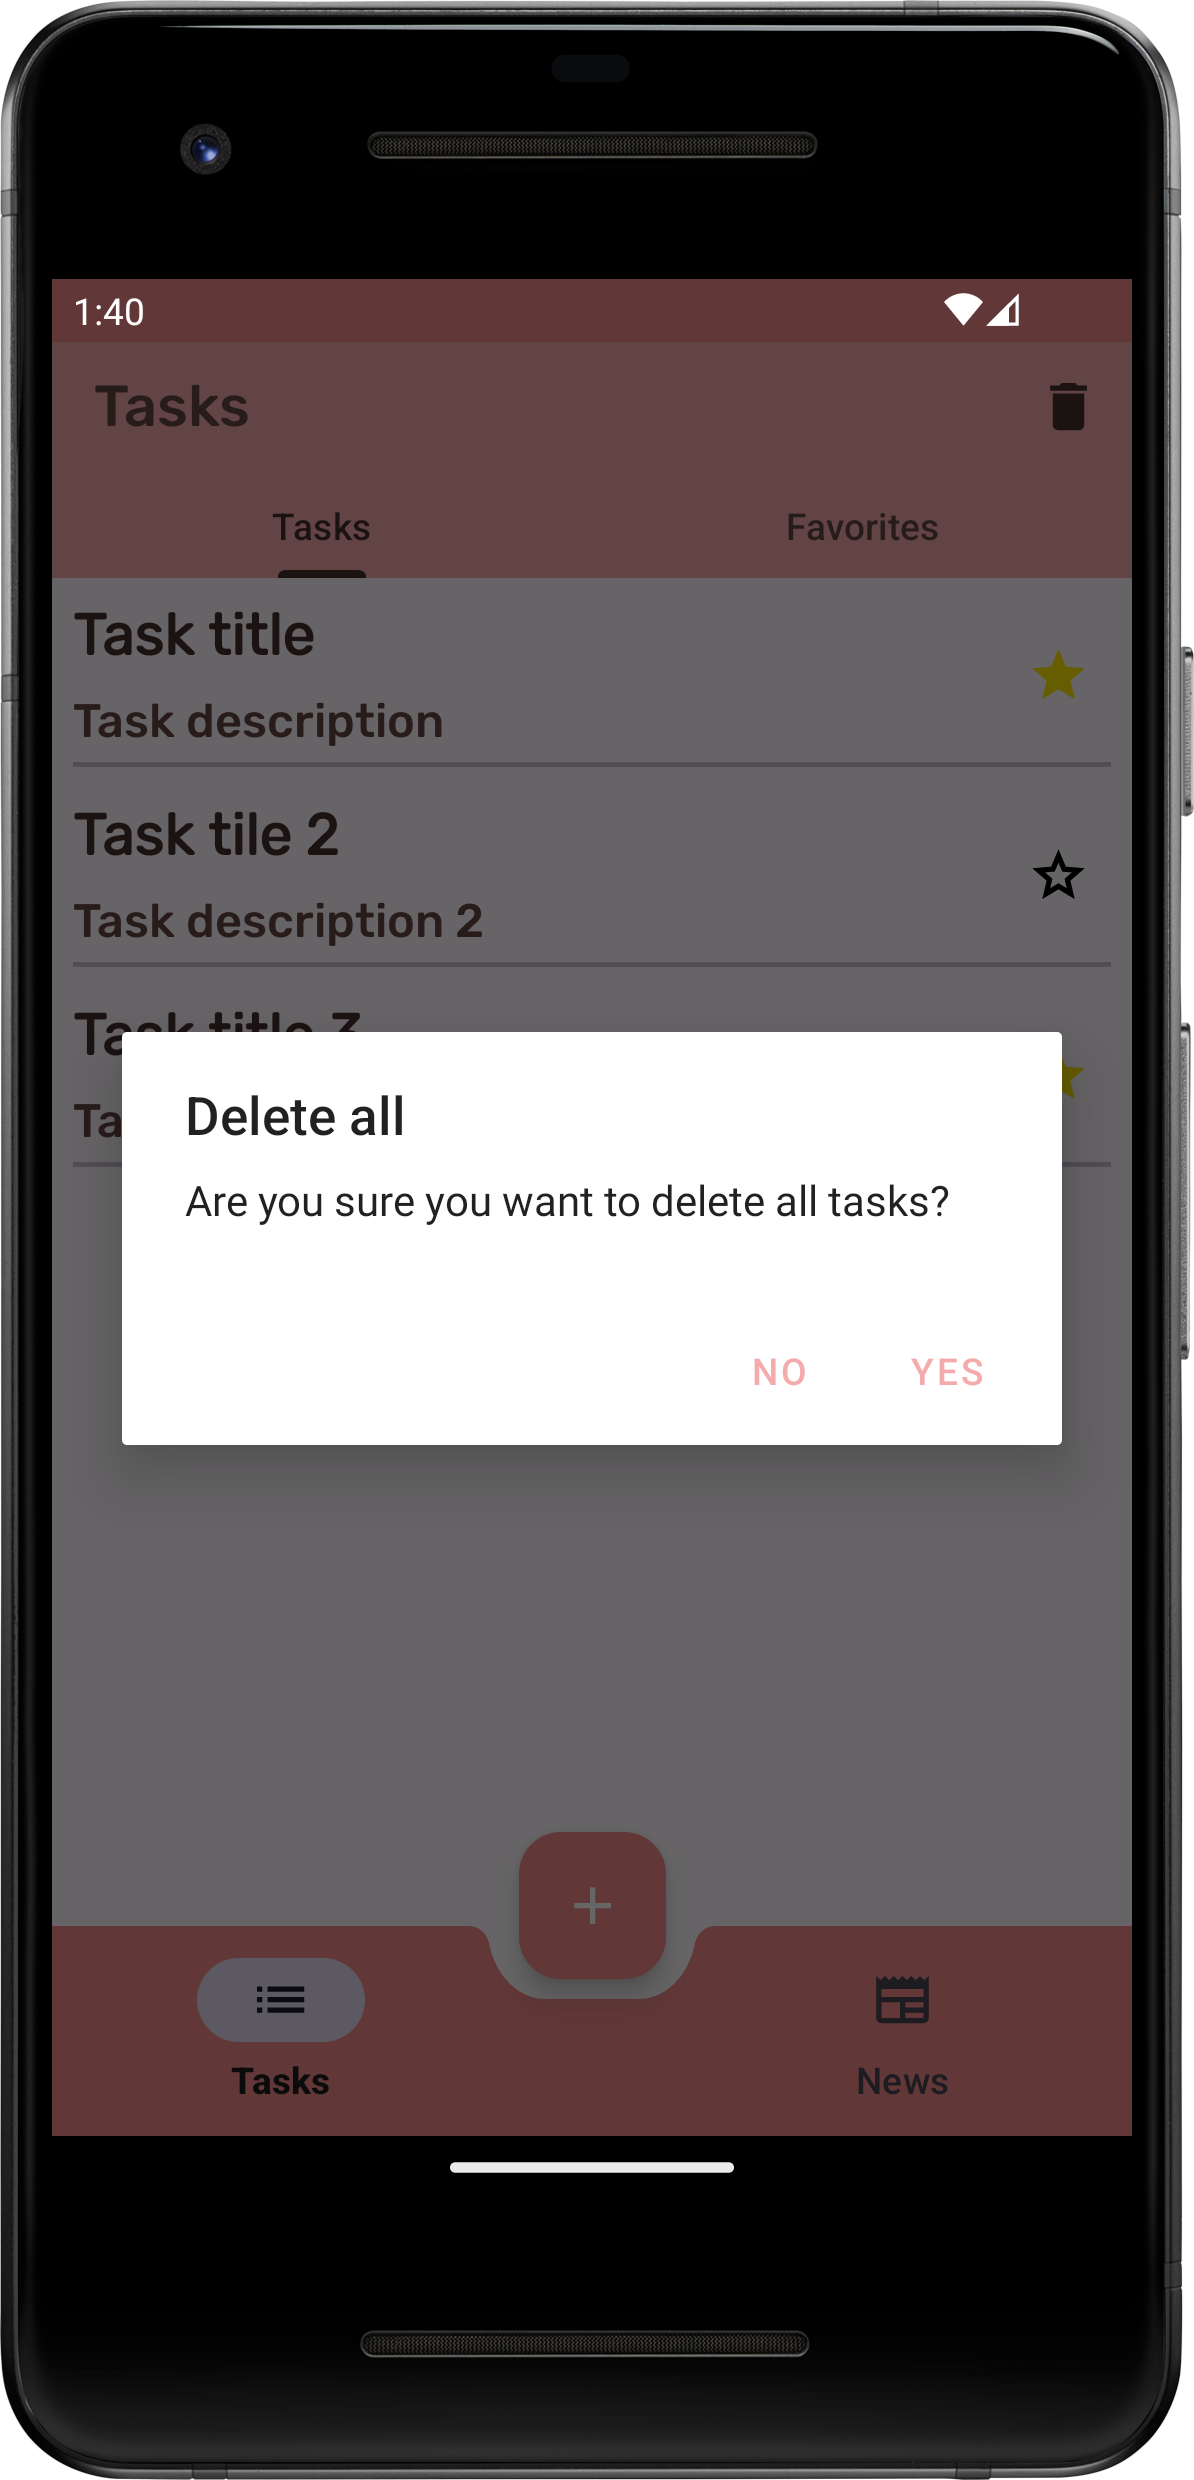 1:40
Tasks
Tasks Favorites
Task title
Task description
Task tile 2
Task description 2
Task title 3
Delete all
Are you sure you want to delete all tasks?
NO YES
Tasks News